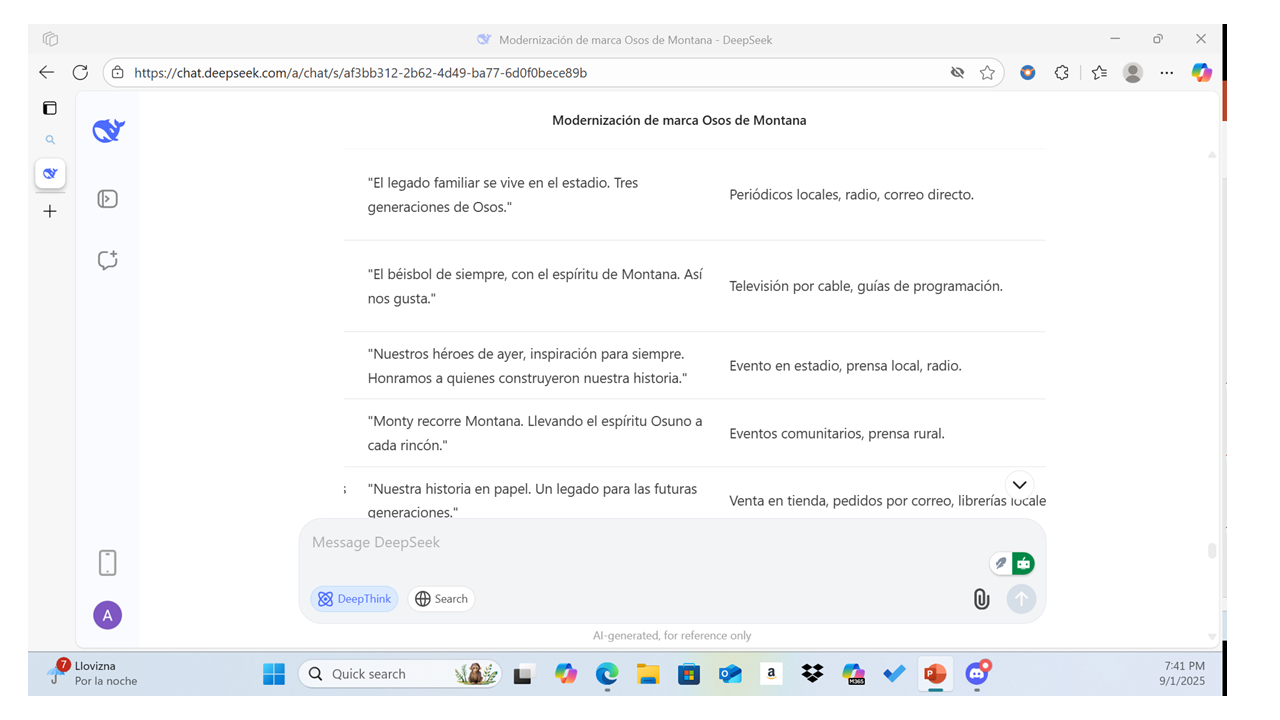 Modernización de marca Osos de Montana - DeepSeek
https://chat.deepseek.com/a/chat/s/af3bb312-2b62-4d49-ba77-6d0f0bece89b
Modernización de marca Osos de Montana
"El legado familiar se vive en el estadio. Tres
generaciones de Osos."
Periódicos locales, radio, correo directo.
"El béisbol de siempre, con el espíritu de Montana. Así
nos gusta."
Televisión por cable, guías de programación.
"Nuestros héroes de ayer, inspiración para siempre.
Honramos a quienes construyeron nuestra historia."
Evento en estadio, prensa local, radio.
"Monty recorre Montana. Llevando el espíritu Osuno a
cada rincón."
Eventos comunitarios, prensa rural.
"Nuestra historia en papel. Un legado para las futuras
generaciones."
Venta en tienda, pedidos por correo, librerías locale
Message DeepSeek
DeepThink
Search
A
AI-generated, for reference only
7
Llovizna
Por la noche
Quick search
a
M365
P
7:41 PM
9/1/2025